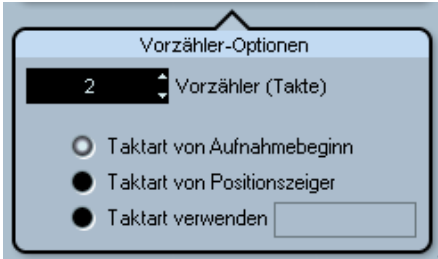 Vorzähler-Optionen
2 Vorzähler (Takte)
Taktart von Aufnahmebeginn
Taktart von Positionszeiger
Taktart verwenden